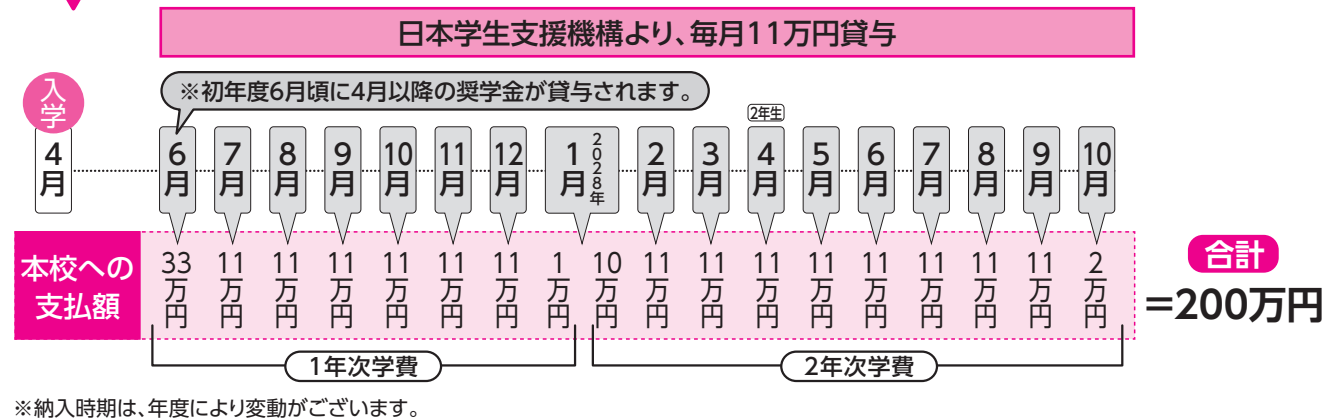 日本学生支援機構より、毎月11万円貸与
入学
※初年度6月頃に4月以降の奨学金が貸与されます。
2年生
4月
6月
7月
8月
9月
10月
11月
12月
1月
2028年
2月
3月
4月
5月
6月
7月
8月
9月
10月
本校への
支払額
33万円
11万円
11万円
11万円
11万円
11万円
11万円
1万円
10万円
11万円
11万円
11万円
11万円
11万円
11万円
11万円
11万円
2万円
合計
=200万円
1年次学費
2年次学費
※納入時期は、年度により変動がございます。